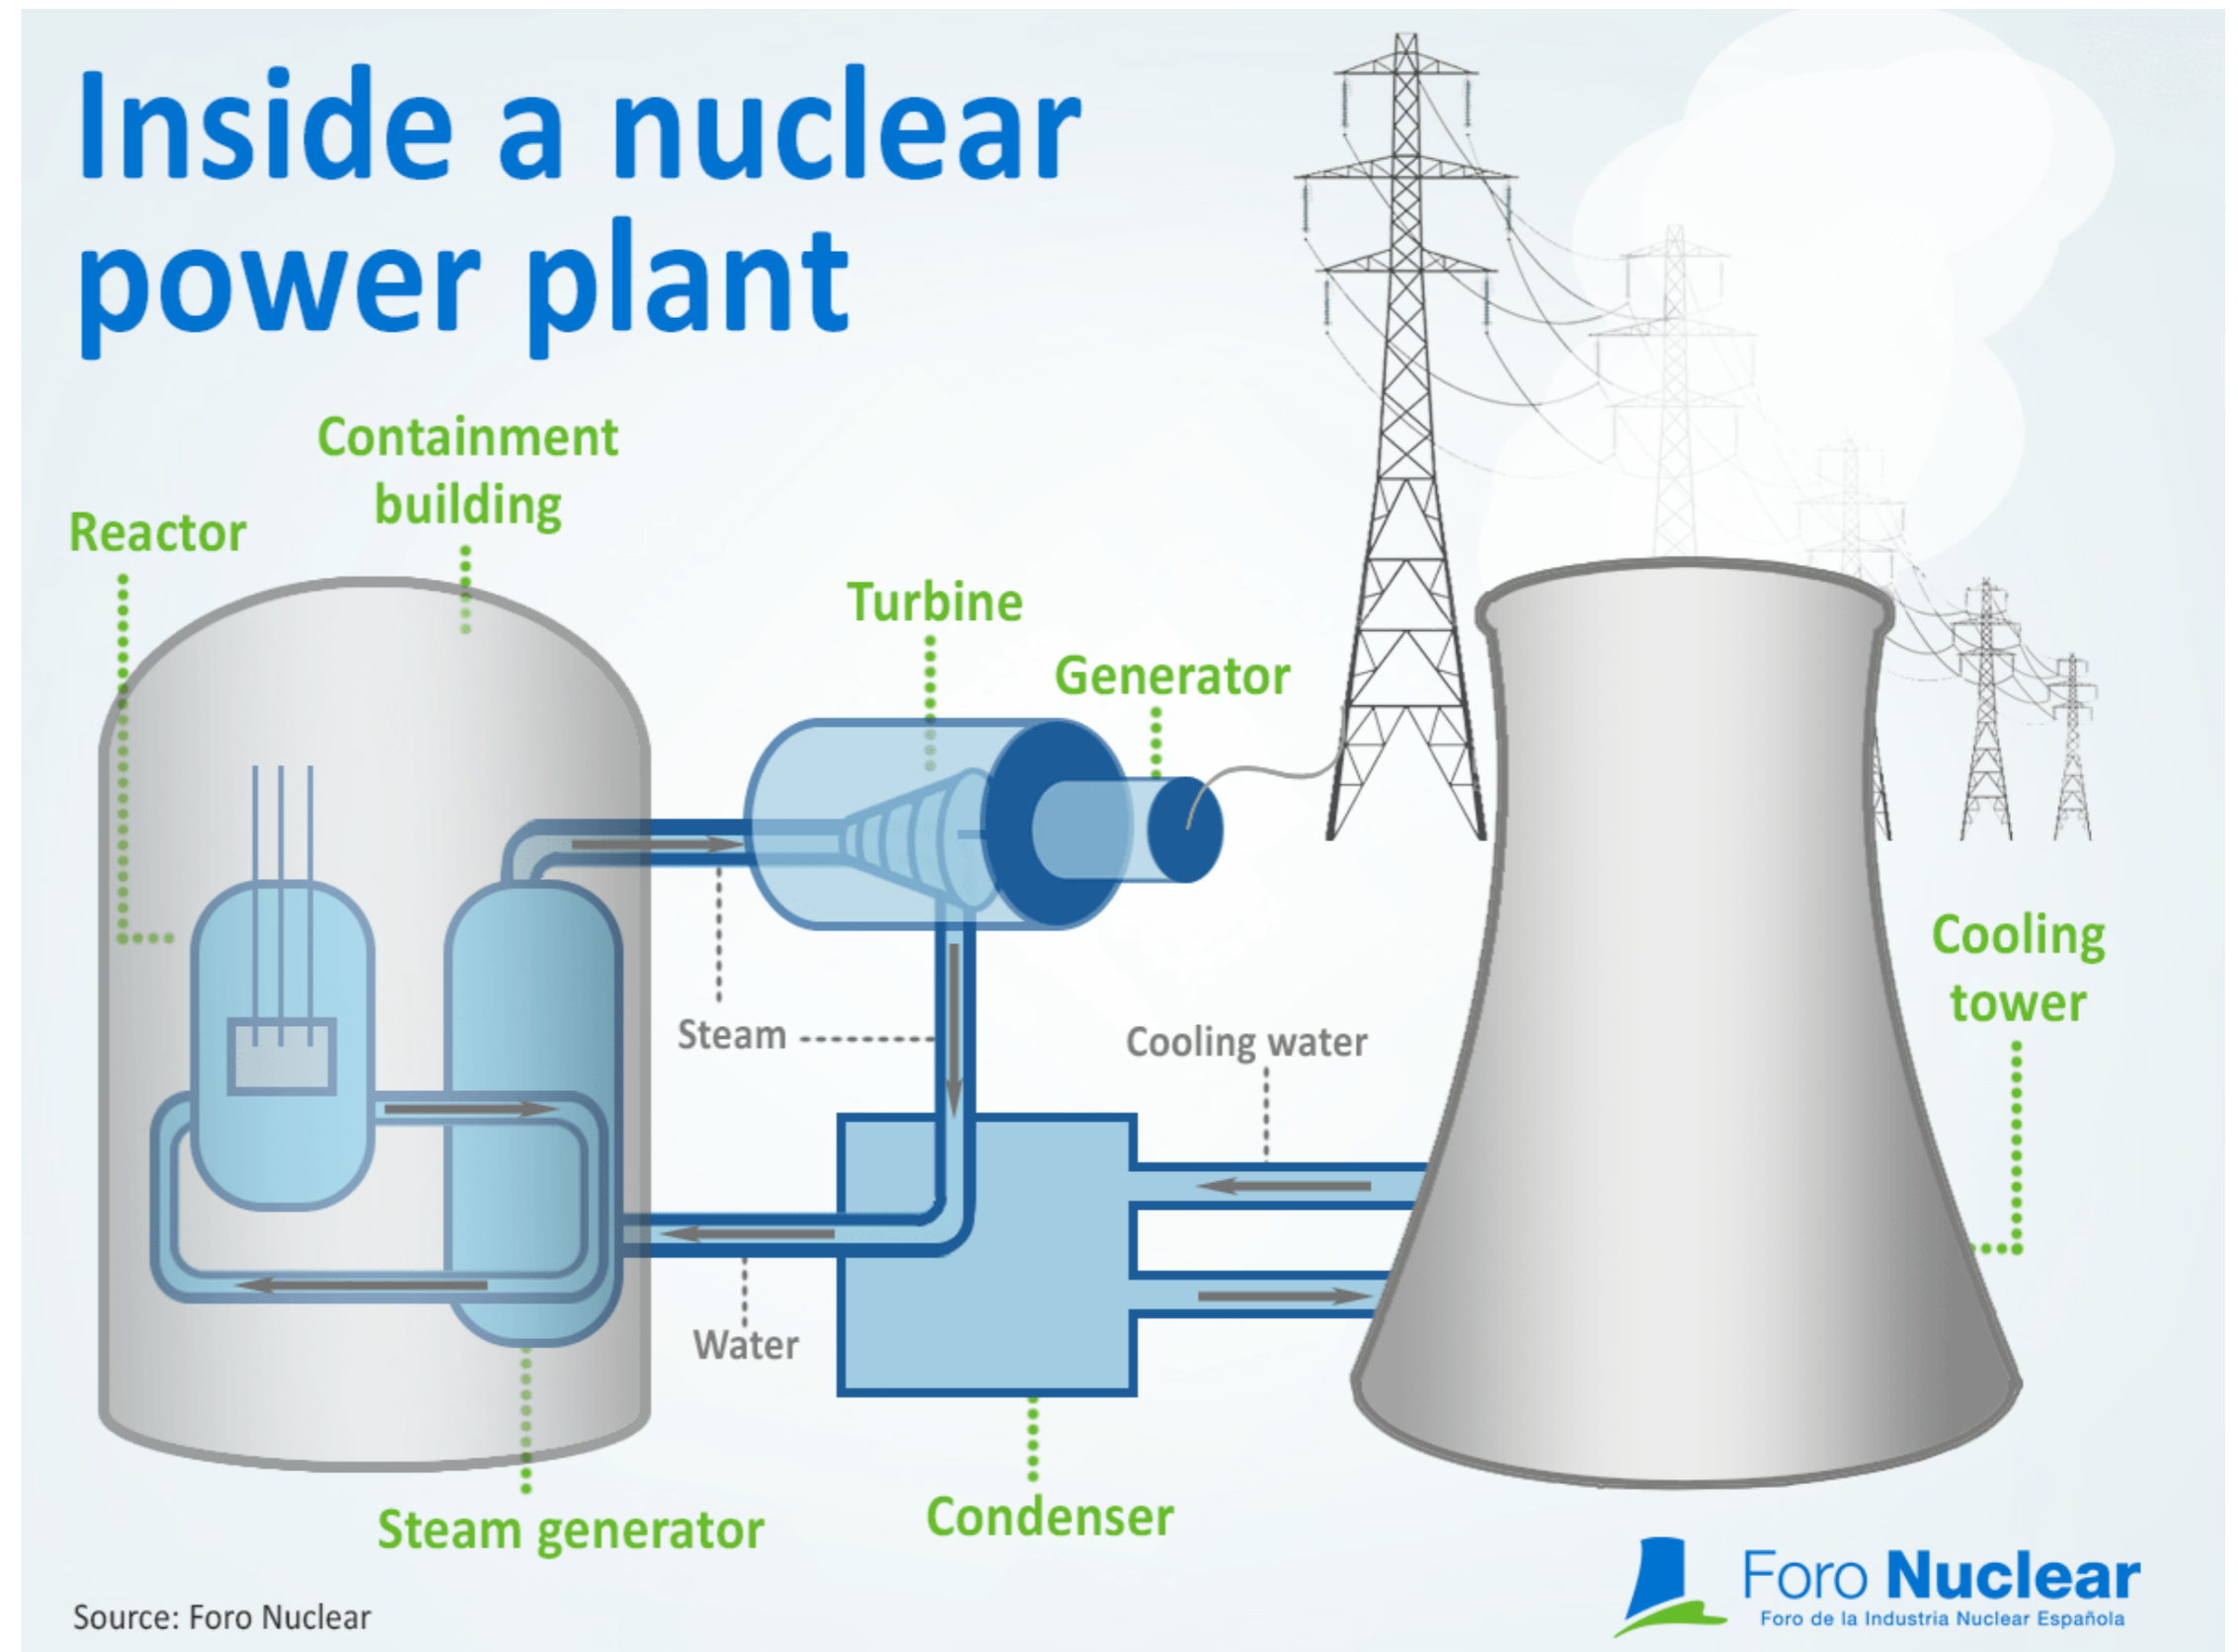 Inside a nuclear
power plant
Containment
building
Reactor
Turbine
Generator
Cooling
tower
Steam
Cooling water
Water
Steam generator
Condenser
Source: Foro Nuclear
Foro Nuclear
Foro de la Industria Nuclear Española